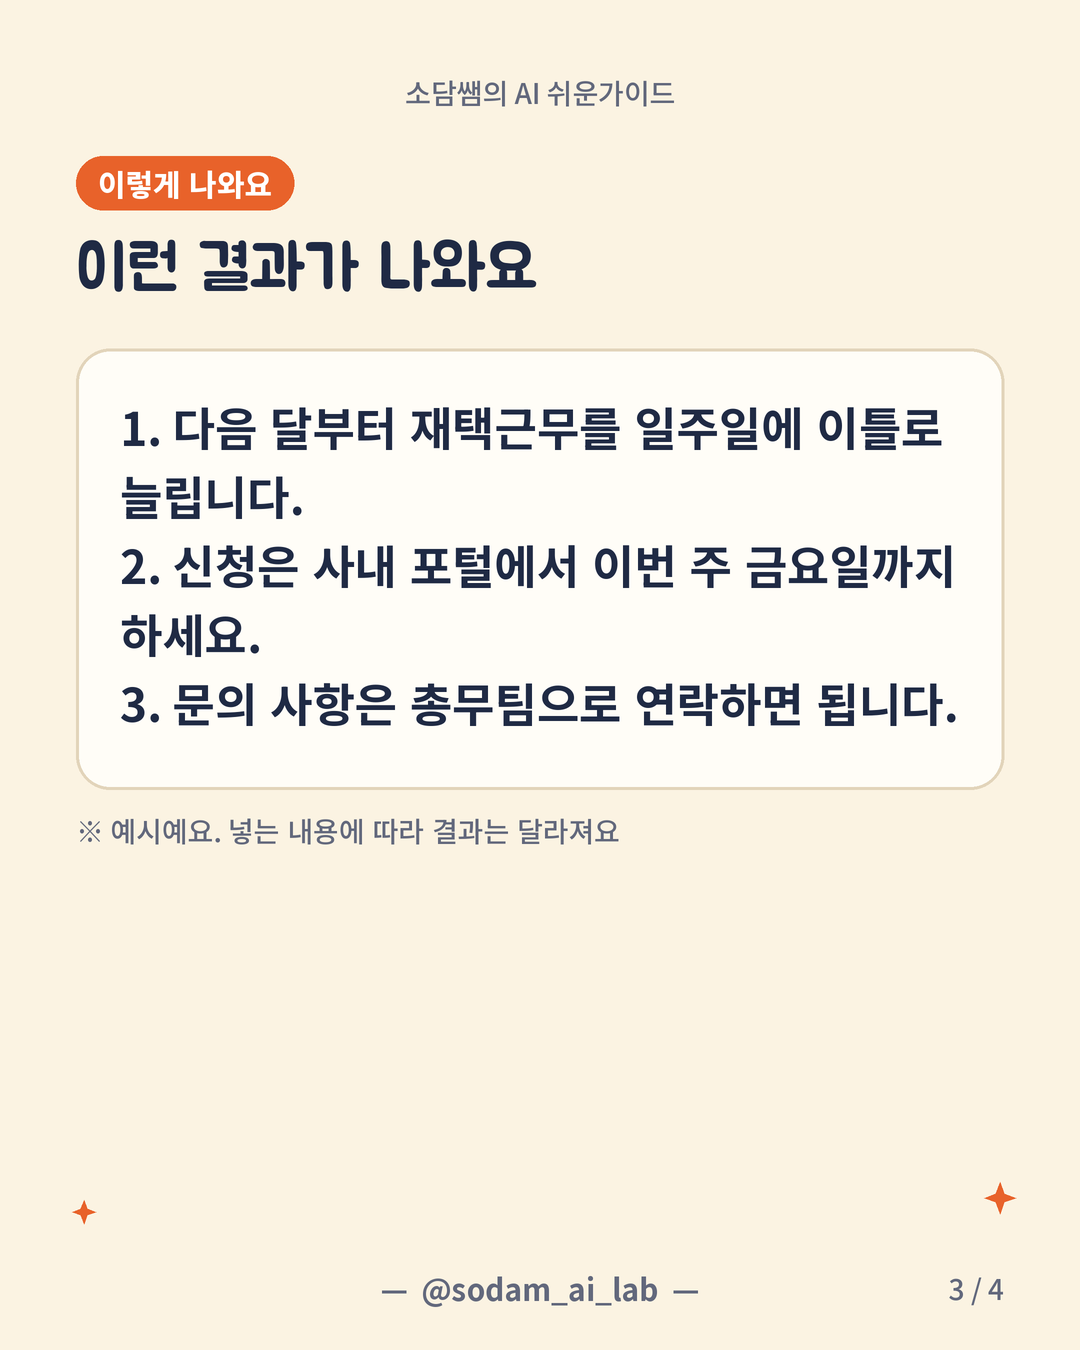 소담쌤의 AI 쉬운가이드
이렇게 나와요
이런 결과가 나와요
1. 다음 달부터 재택근무를 일주일에 이틀로
늘립니다.
2. 신청은 사내 포털에서 이번 주 금요일까지
하세요.
3. 문의 사항은 총무팀으로 연락하면 됩니다.
※ 예시예요. 넣는 내용에 따라 결과는 달라져요
— @sodam_ai_lab —
3 / 4